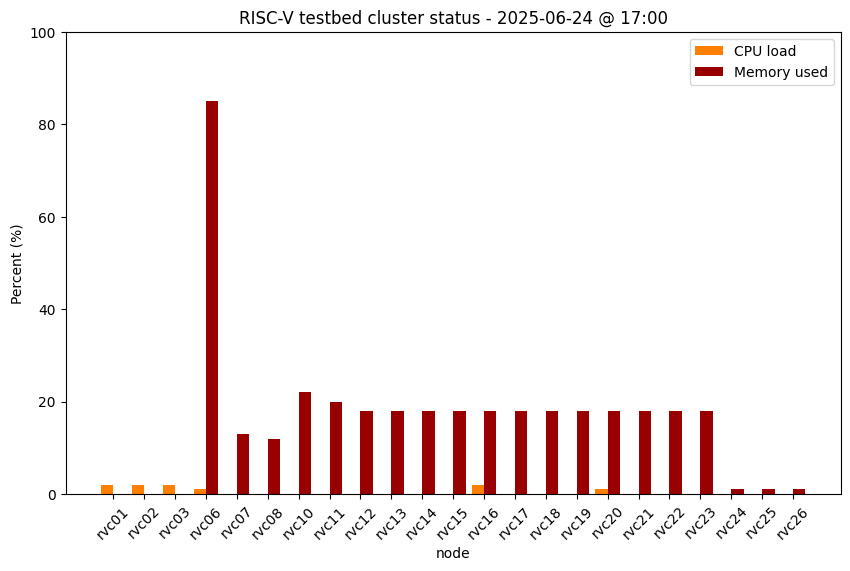 RISC-V testbed cluster status - 2025-06-24 @ 17:00
CPU load
Memory used
Percent (%)
100
80
60
40
20
0
rvc01
rvc02
rvc03
rvc06
rvc07
rvc08
rvc10
rvc11
rvc12
rvc13
rvc14
rvc15
rvc16
rvc17
rvc18
rvc19
rvc20
rvc21
rvc22
rvc23
rvc24
rvc25
rvc26
node